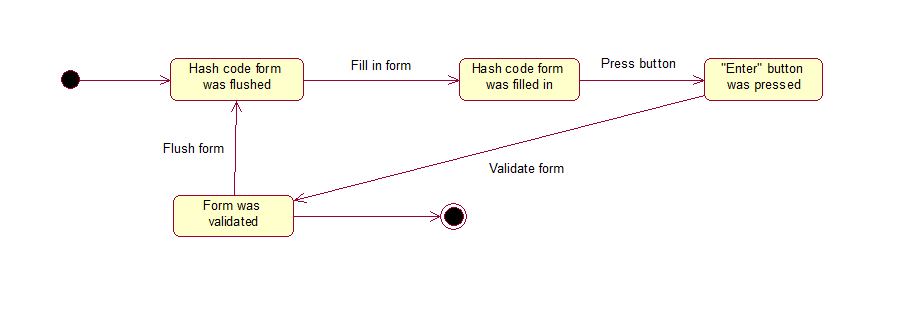 Hash code form
was flushed
Fill in form
Hash code form
was filled in
Press button
"Enter" button
was pressed
Flush form
Validate form
Form was
validated